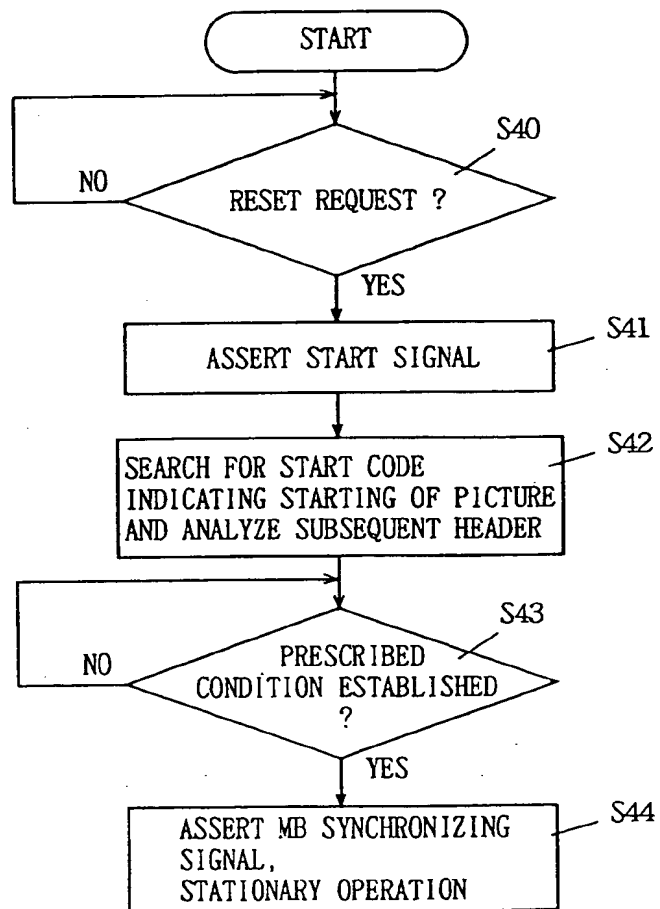 START
S40
NO
RESET REQUEST ?
YES
S41
ASSERT START SIGNAL
S42
SEARCH FOR START CODE
INDICATING STARTING OF PICTURE
AND ANALYZE SUBSEQUENT HEADER
S43
NO
PRESCRIBED
CONDITION ESTABLISHED
?
YES
S44
ASSERT MB SYNCHRONIZING
SIGNAL,
STATIONARY OPERATION